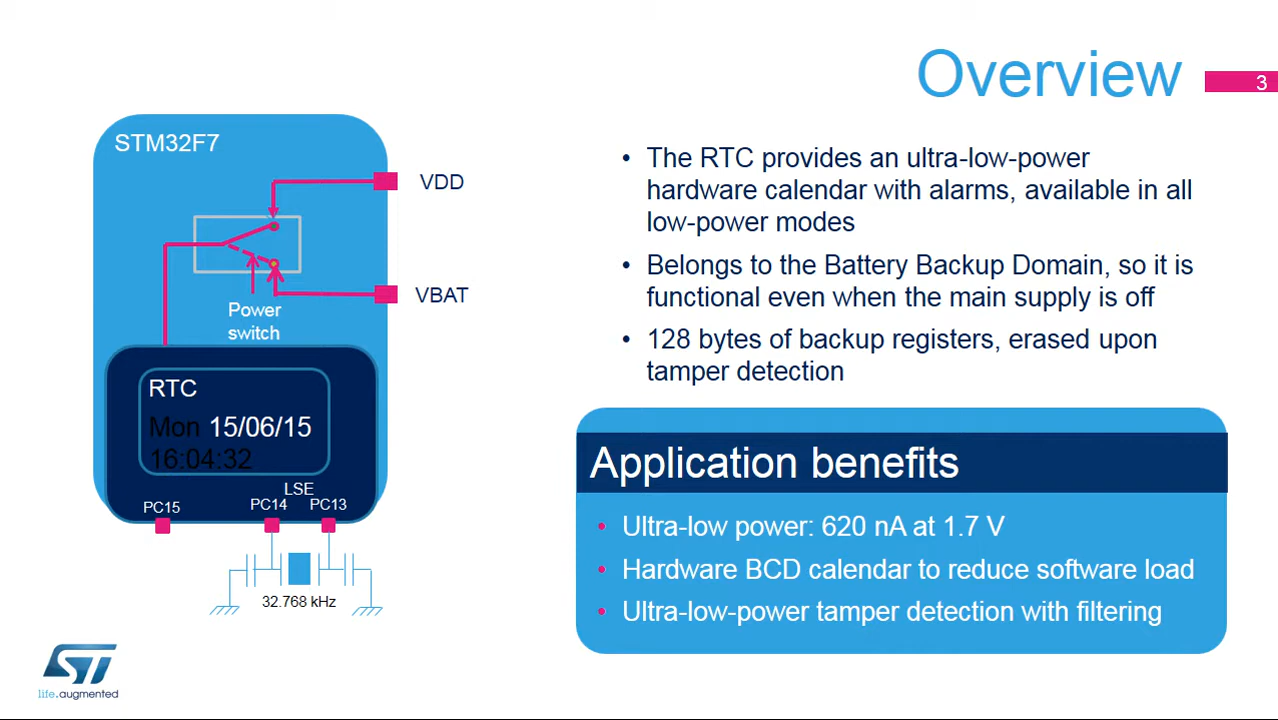 Overview
3
STM32F7
VDD
VBAT
Power
switch
RTC
Mon 15/06/15
16:04:32
LSE
PC15 PC14 PC13
32.768 kHz
• The RTC provides an ultra-low-power
hardware calendar with alarms, available in all
low-power modes
• Belongs to the Battery Backup Domain, so it is
functional even when the main supply is off
• 128 bytes of backup registers, erased upon
tamper detection
Application benefits
• Ultra-low power: 620 nA at 1.7 V
• Hardware BCD calendar to reduce software load
• Ultra-low-power tamper detection with filtering
ST
life.augmented